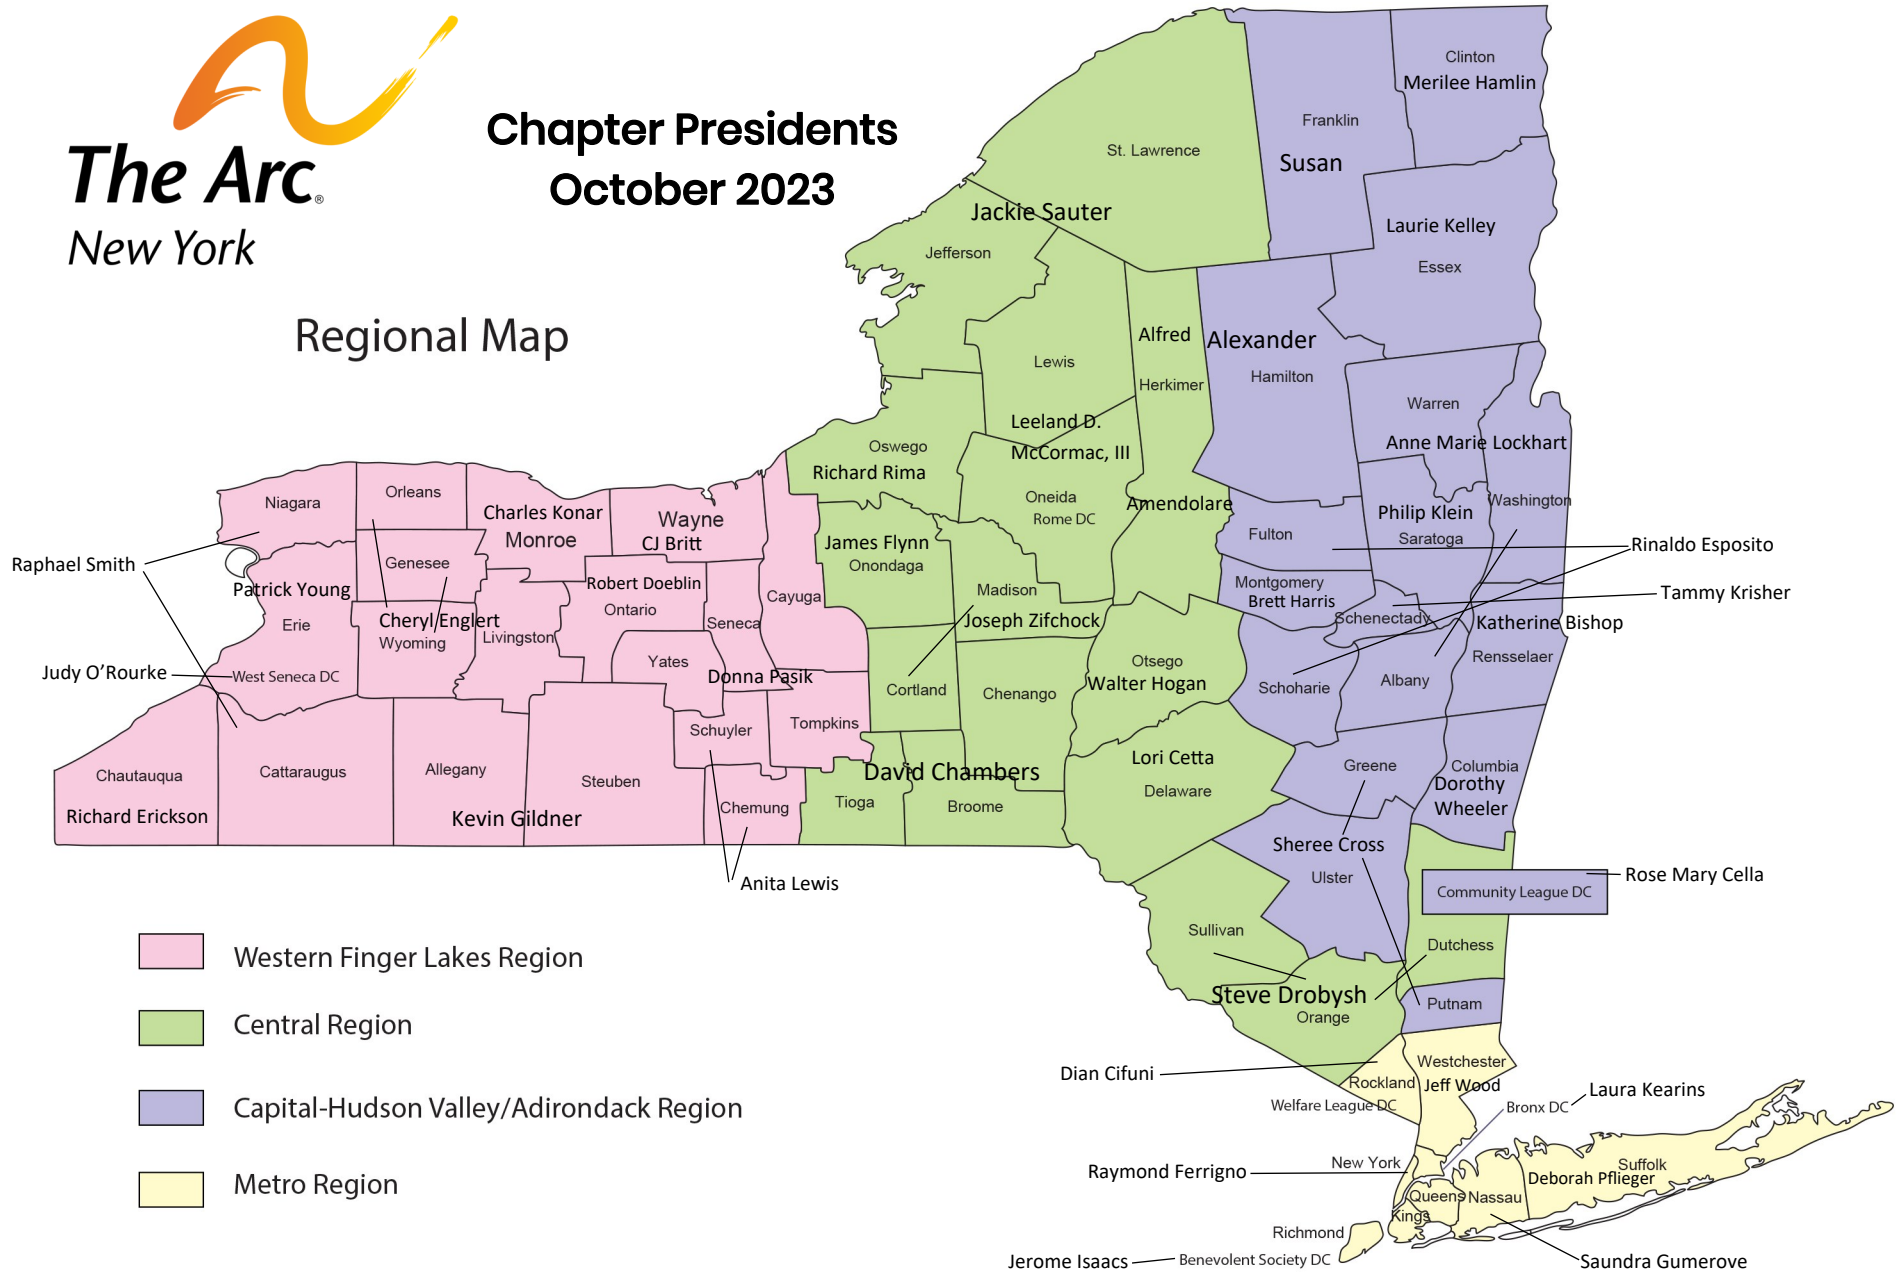 The Arc®
New York
Chapter Presidents
October 2023
Regional Map
Clinton
Merilee Hamlin
Franklin
Susan
St. Lawrence
Jackie Sauter
Jefferson
Laurie Kelley
Essex
Alfred
Alexander
Lewis
Herkimer
Hamilton
Warren
Leeland D.
McCormac, III
Anne Marie Lockhart
Oswego
Richard Rima
Oneida
Rome DC
Amendolare
Washington
Philip Klein
Saratoga
Fulton
Rinaldo Esposito
Niagara
Orleans
Charles Konar
Monroe
Wayne
CJ Britt
James Flynn
Onondaga
Raphael Smith
Genesee
Patrick Young
Robert Doeblin
Ontario
Cayuga
Madison
Joseph Zifchock
Montgomery
Brett Harris
Tammy Krisher
Schenectady
Katherine Bishop
Rensselaer
Erie
Cheryl Englert
Wyoming
Livingston
Seneca
Yates
Donna Pasik
Judy O’Rourke
West Seneca DC
Cortland
Chenango
Otsego
Walter Hogan
Schoharie
Albany
Schuyler
Tompkins
Chautauqua
Richard Erickson
Cattaraugus
Allegany
Kevin Gildner
Steuben
Chemung
David Chambers
Tioga
Broome
Lori Cetta
Delaware
Greene
Columbia
Dorothy
Wheeler
Anita Lewis
Sheree Cross
Ulster
Rose Mary Cella
Community League DC
Sullivan
Dutchess
Steve Drobysh
Orange
Putnam
Western Finger Lakes Region
Central Region
Capital-Hudson Valley/Adirondack Region
Metro Region
Dian Cifuni
Westchester
Rockland
Jeff Wood
Welfare League DC
Bronx DC
Laura Kearins
Raymond Ferrigno
New York
Suffolk
Deborah Pflieger
Queens
Nassau
Kings
Richmond
Jerome Isaacs
Benevolent Society DC
Saundra Gumerove